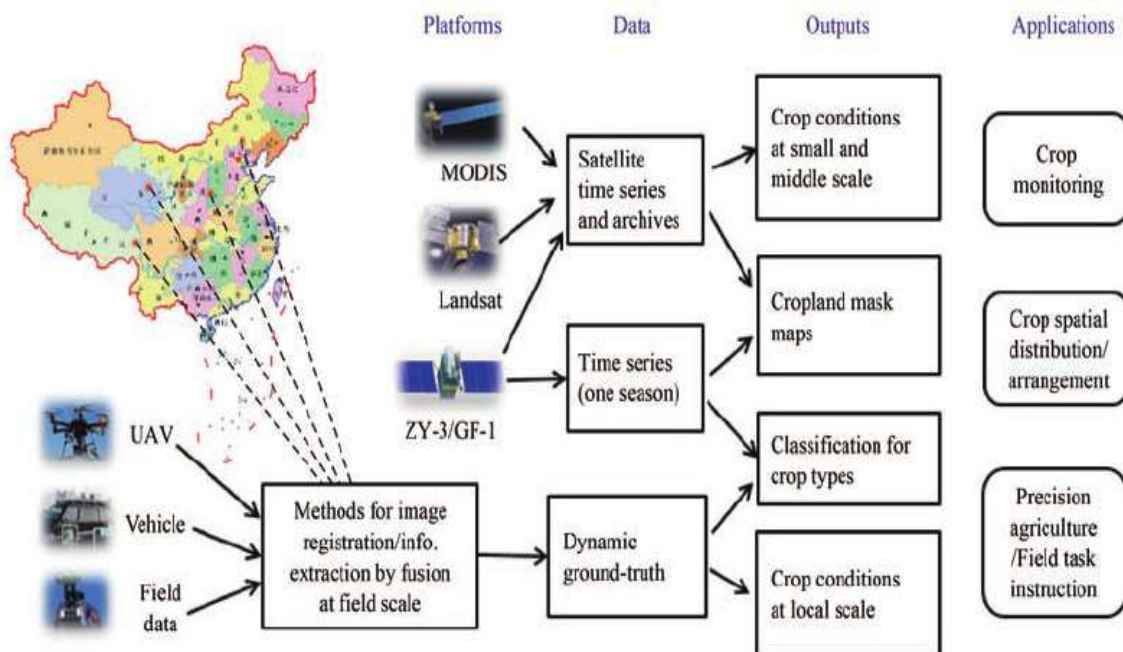 Platforms
Data
Outputs
Applications
MODIS
Landsat
ZY-3/GF-1
UAV
Vehicle
Field
data
Methods for image
registration/info.
extraction by fusion
at field scale
Satellite
time series
and archives
Time series
(one season)
Dynamic
ground-truth
Crop conditions
at small and
middle scale
Cropland mask
maps
Classification for
crop types
Crop conditions
at local scale
Crop
monitoring
Crop spatial
distribution/
arrangement
Precision
agriculture
/Field task
instruction